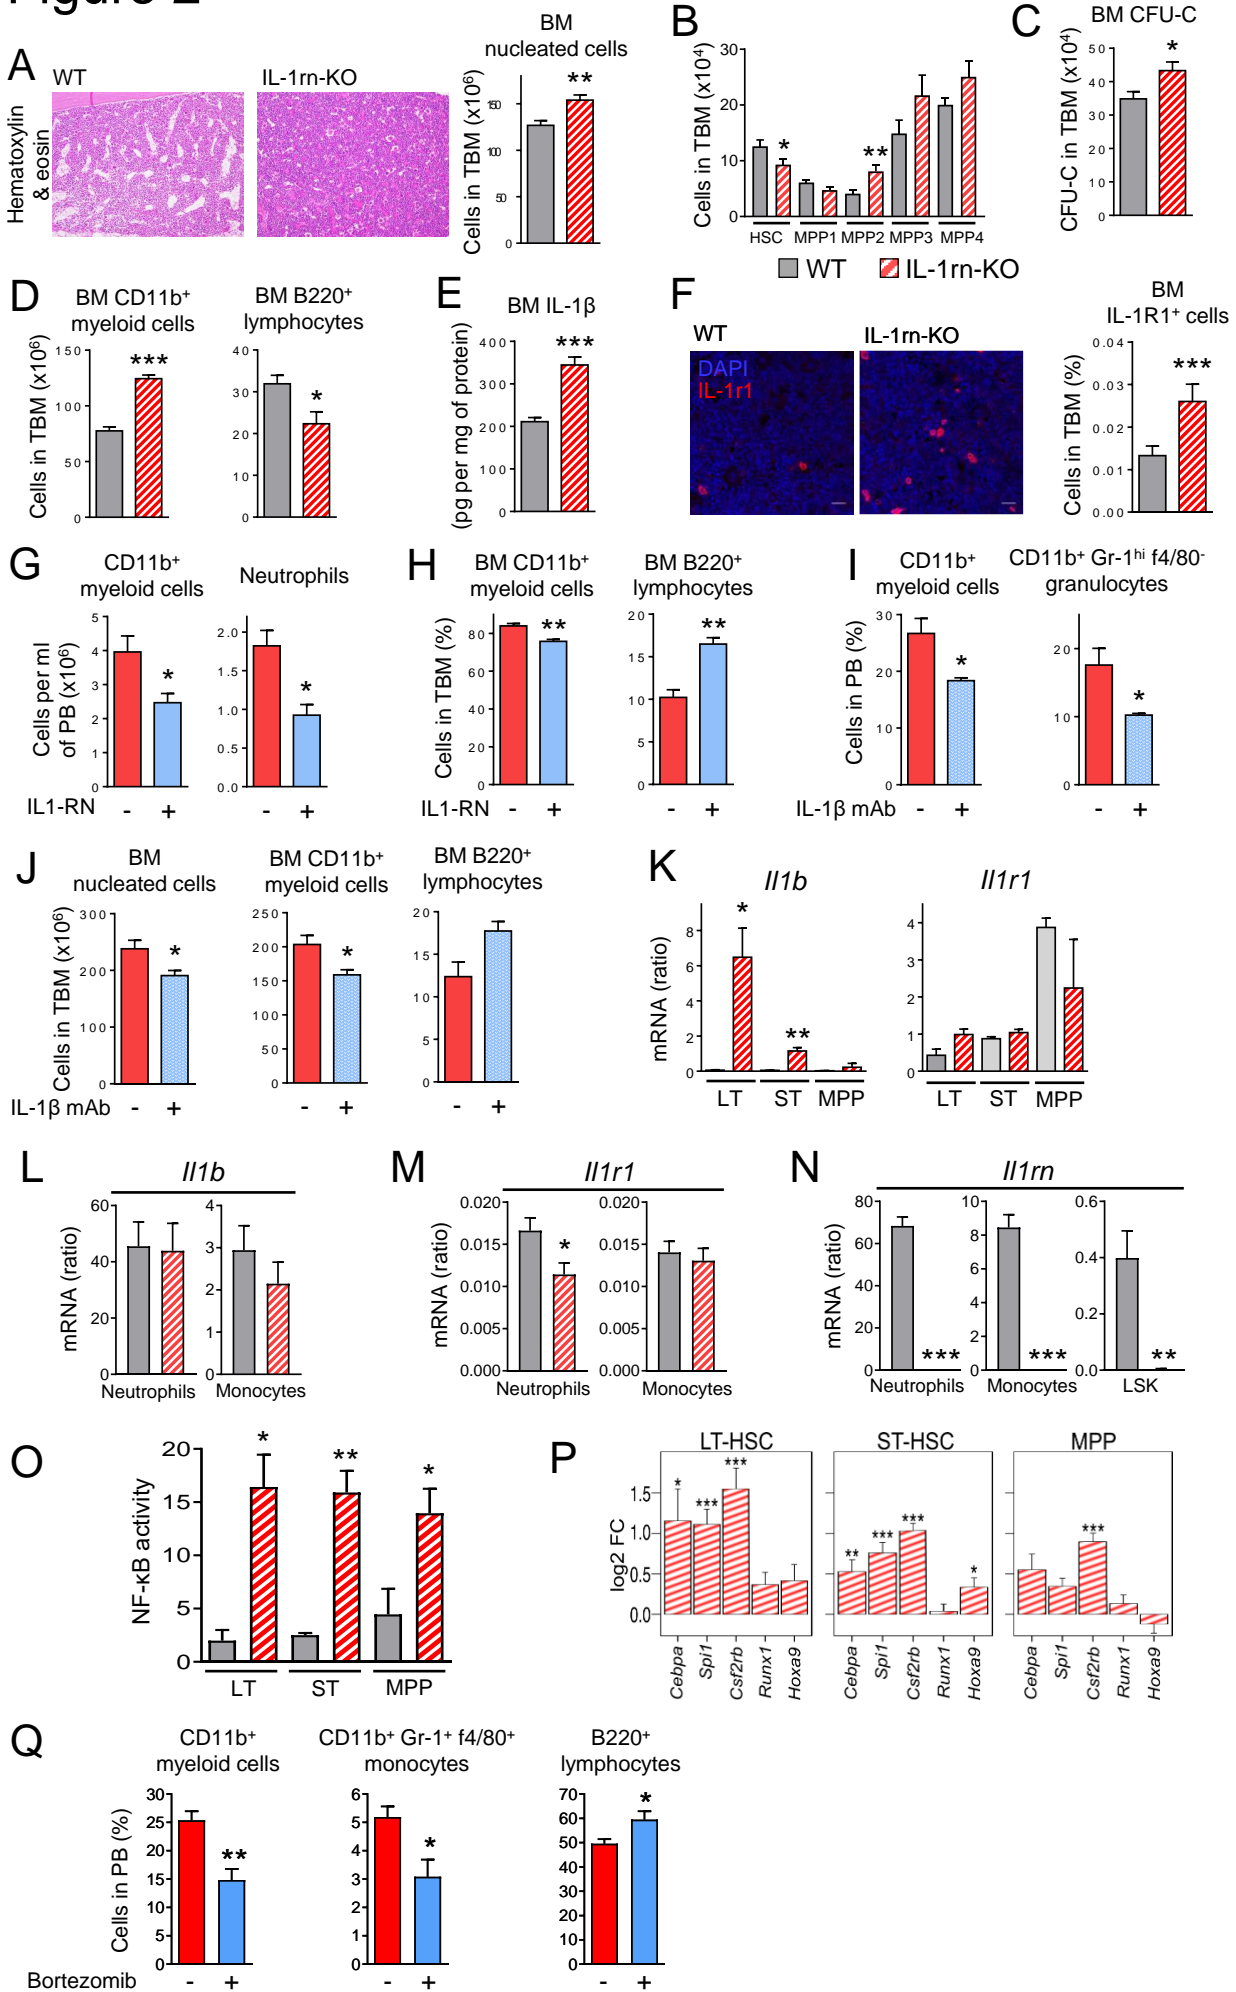 Figure 2
A
WT
IL-1rn-KO
Hematoxylin
& eosin
BM
nucleated cells
Cells in TBM (x10⁶)
150
100
50
0
**
B
Cells in TBM (x10⁴)
30
20
10
0
*
**
HSC MPP1 MPP2 MPP3 MPP4
WT IL-1rn-KO
C
BM CFU-C
CFU-C in TBM (x10⁴)
50
40
30
20
10
0
*
D
BM CD11b⁺
myeloid cells
Cells in TBM (x10⁶)
150
100
50
0
***
BM B220⁺
lymphocytes
40
30
20
10
0
*
E
BM IL-1β
(pg per mg of protein)
400
300
200
100
0
***
F
WT
IL-1rn-KO
DAPI
IL-1r1
BM
IL-1R1⁺ cells
Cells in TBM (%)
0.04
0.03
0.02
0.01
0.00
***
G
CD11b⁺
myeloid cells
Cells per ml
of PB (x10⁶)
5
4
3
2
1
0
*
Neutrophils
2.0
1.5
1.0
0.5
0.0
*
IL1-RN - + - +
H
BM CD11b⁺
myeloid cells
Cells in TBM (%)
80
60
40
20
0
**
BM B220⁺
lymphocytes
20
15
10
5
0
**
IL1-RN - + - +
I
CD11b⁺
myeloid cells
Cells in PB (%)
30
20
10
0
*
CD11b⁺ Gr-1ʰⁱ f4/80⁻
granulocytes
20
10
0
*
IL-1β mAb - + - +
J
BM
nucleated cells
Cells in TBM (x10⁶)
300
200
100
0
*
BM CD11b⁺
myeloid cells
250
200
150
100
50
0
*
BM B220⁺
lymphocytes
20
15
10
5
0
IL-1β mAb - + - + - +
K
Il1b
mRNA (ratio)
8
6
4
2
0
*
**
LT ST MPP
Il1r1
4
3
2
1
0
LT ST MPP
L
Il1b
mRNA (ratio)
60
40
20
0
Neutrophils
4
3
2
1
0
Monocytes
M
Il1r1
mRNA (ratio)
0.020
0.015
0.010
0.005
0.000
*
Neutrophils
0.020
0.015
0.010
0.005
0.000
Monocytes
N
Il1rn
mRNA (ratio)
80
60
40
20
0
***
Neutrophils
10
8
6
4
2
0
***
Monocytes
0.6
0.4
0.2
0.0
**
LSK
O
NF-κB activity
20
15
10
5
0
*
**
*
LT ST MPP
P
LT-HSC
ST-HSC
MPP
log2 FC
1.5
1.0
0.5
0.0
* *** ***
** *** *** *
***
Cebpa Spi1 Csf2rb Runx1 Hoxa9
Cebpa Spi1 Csf2rb Runx1 Hoxa9
Cebpa Spi1 Csf2rb Runx1 Hoxa9
Q
CD11b⁺
myeloid cells
Cells in PB (%)
30
25
20
15
10
5
0
**
CD11b⁺ Gr-1⁺ f4/80⁺
monocytes
6
5
4
3
2
1
0
*
B220⁺
lymphocytes
70
60
50
40
30
20
10
0
*
Bortezomib - + - + - +